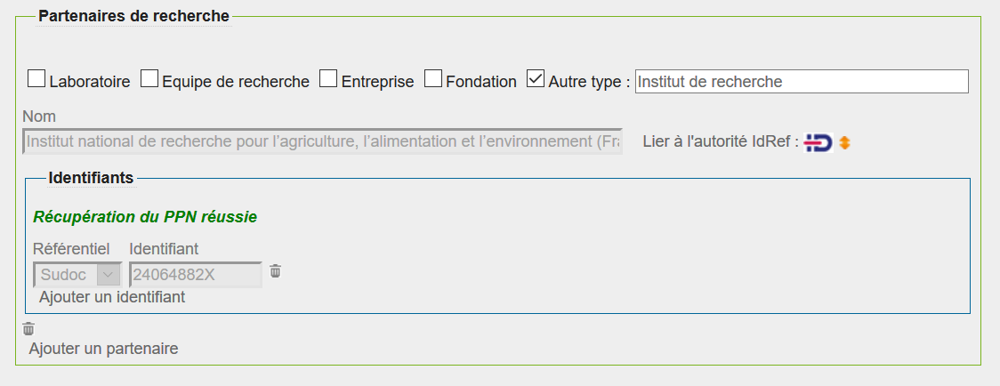 Partenaires de recherche
Laboratoire Equipe de recherche Entreprise Fondation Autre type : Institut de recherche
Nom
Institut national de recherche pour l'agriculture, l'alimentation et l'environnement (Fra Lier à l'autorité IdRef : iD
Identifiants
Récupération du PPN réussie
Référentiel Identifiant
Sudoc 24064882X
Ajouter un identifiant
Ajouter un partenaire